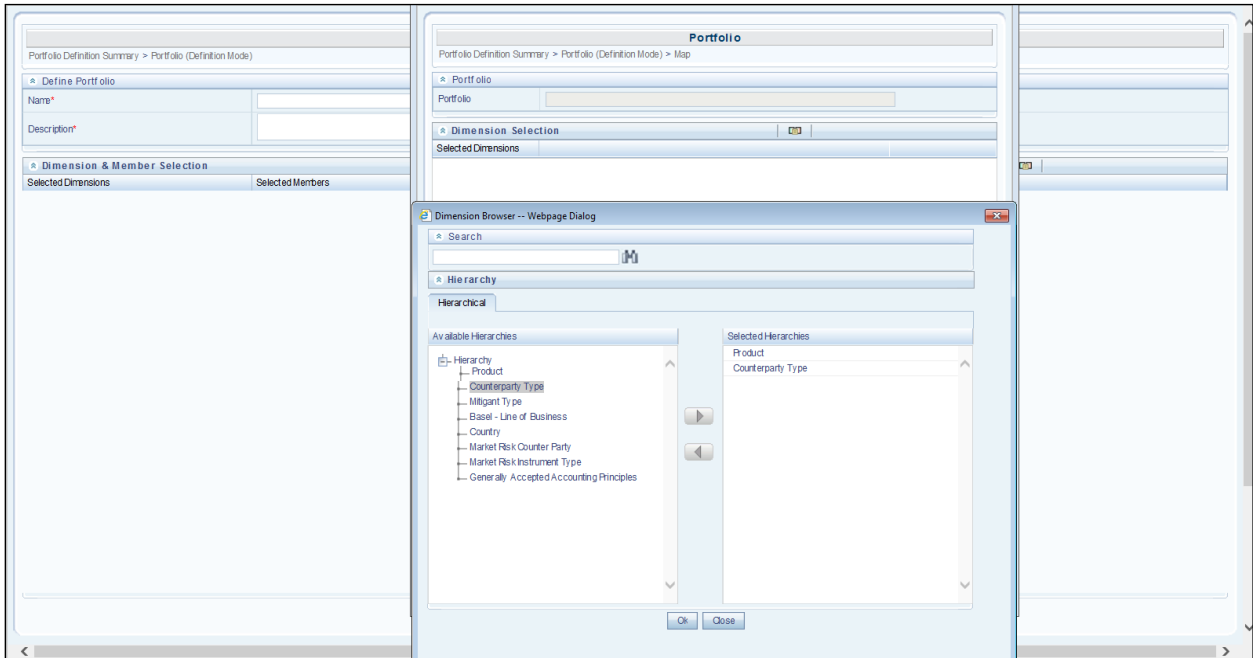 Portfolio Definition Summary > Portfolio (Definition Mode)
Define Portfolio
Name*
Description*
Dimension & Member Selection
Selected Dimensions Selected Members
Portfolio
Portfolio Definition Summary > Portfolio (Definition Mode) > Map
Portfolio
Portfolio
Dimension Selection
Selected Dimensions
Dimension Browser -- Webpage Dialog
Search
Hierarchy
Hierarchical
Available Hierarchies
Hierarchy
Product
Counterparty Type
Mitigant Type
Basel - Line of Business
Country
Market Risk Counter Party
Market Risk Instrument Type
Generally Accepted Accounting Principles
Selected Hierarchies
Product
Counterparty Type
Ok Close